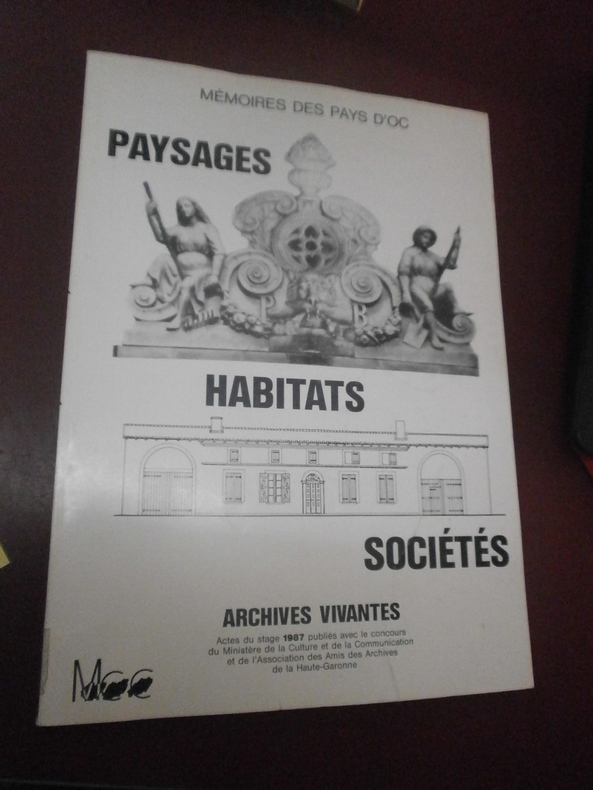 MÉMOIRES DES PAYS D'OC
PAYSAGES
P B
HABITATS
SOCIÉTÉS
ARCHIVES VIVANTES
Actes du stage 1987 publiés avec le concours
du Ministère de la Culture et de la Communication
et de l'Association des Amis des Archives
de la Haute-Garonne